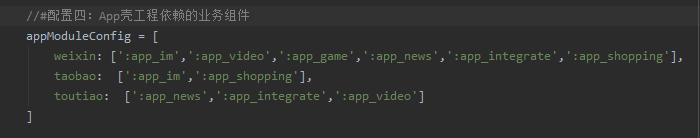 //#配置四：App壳工程依赖的业务组件
appModuleConfig = [
weixin: [':app_im',':app_video',':app_game',':app_news',':app_integrate',':app_shopping'],
taobao:  [':app_im',':app_shopping'],
toutiao:  [':app_news',':app_integrate',':app_video']
]